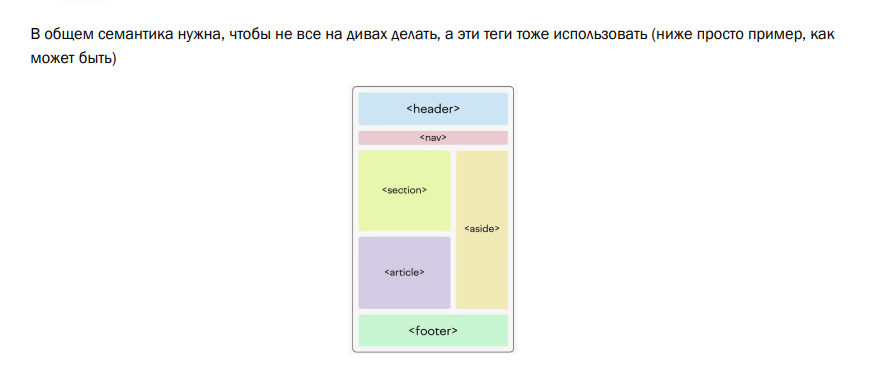 В общем семантика нужна, чтобы не все на дивах делать, а эти теги тоже использовать (ниже просто пример, как
может быть)
<header>
<nav>
<section>
<aside>
<article>
<footer>